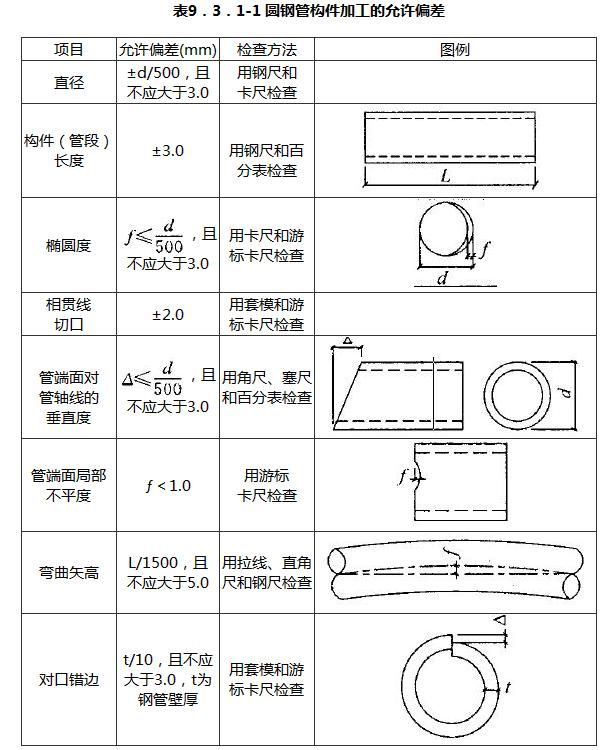 表9．3．1-1 圆钢管构件加工的允许偏差
项目
允许偏差(mm)
检查方法
图例
直径
±d/500，且
不应大于3.0
用钢尺和
卡尺检查
构件（管段）
长度
±3.0
用钢尺和百
分表检查
L
椭圆度
f≤d/500，且
不应大于3.0
用卡尺和游
标卡尺检查
f
d
相贯线
切口
±2.0
用套模和游
标卡尺检查
管端面对
管轴线的
垂直度
Δ≤d/500，且
不应大于3.0
用角尺、塞尺
和百分表检查
Δ
d
管端面局部
不平度
f＜1.0
用游标
卡尺检查
f
弯曲矢高
L/1500，且
不应大于5.0
用拉线、直角
尺和钢尺检查
f
对口错边
t/10，且不应
大于3.0，t为
钢管壁厚
用套模和游
标卡尺检查
Δ
t